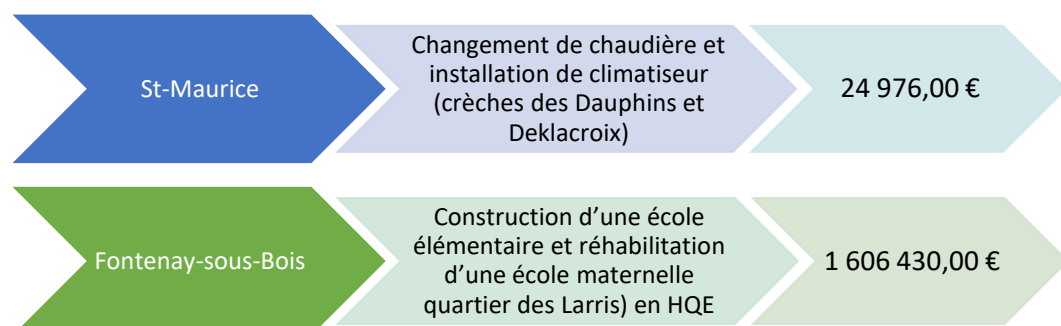 St-Maurice
Changement de chaudière et
installation de climatiseur
(crèches des Dauphins et
Deklacroix)
24 976,00 €
Fontenay-sous-Bois
Construction d’une école
élémentaire et réhabilitation
d’une école maternelle
quartier des Larris) en HQE
1 606 430,00 €